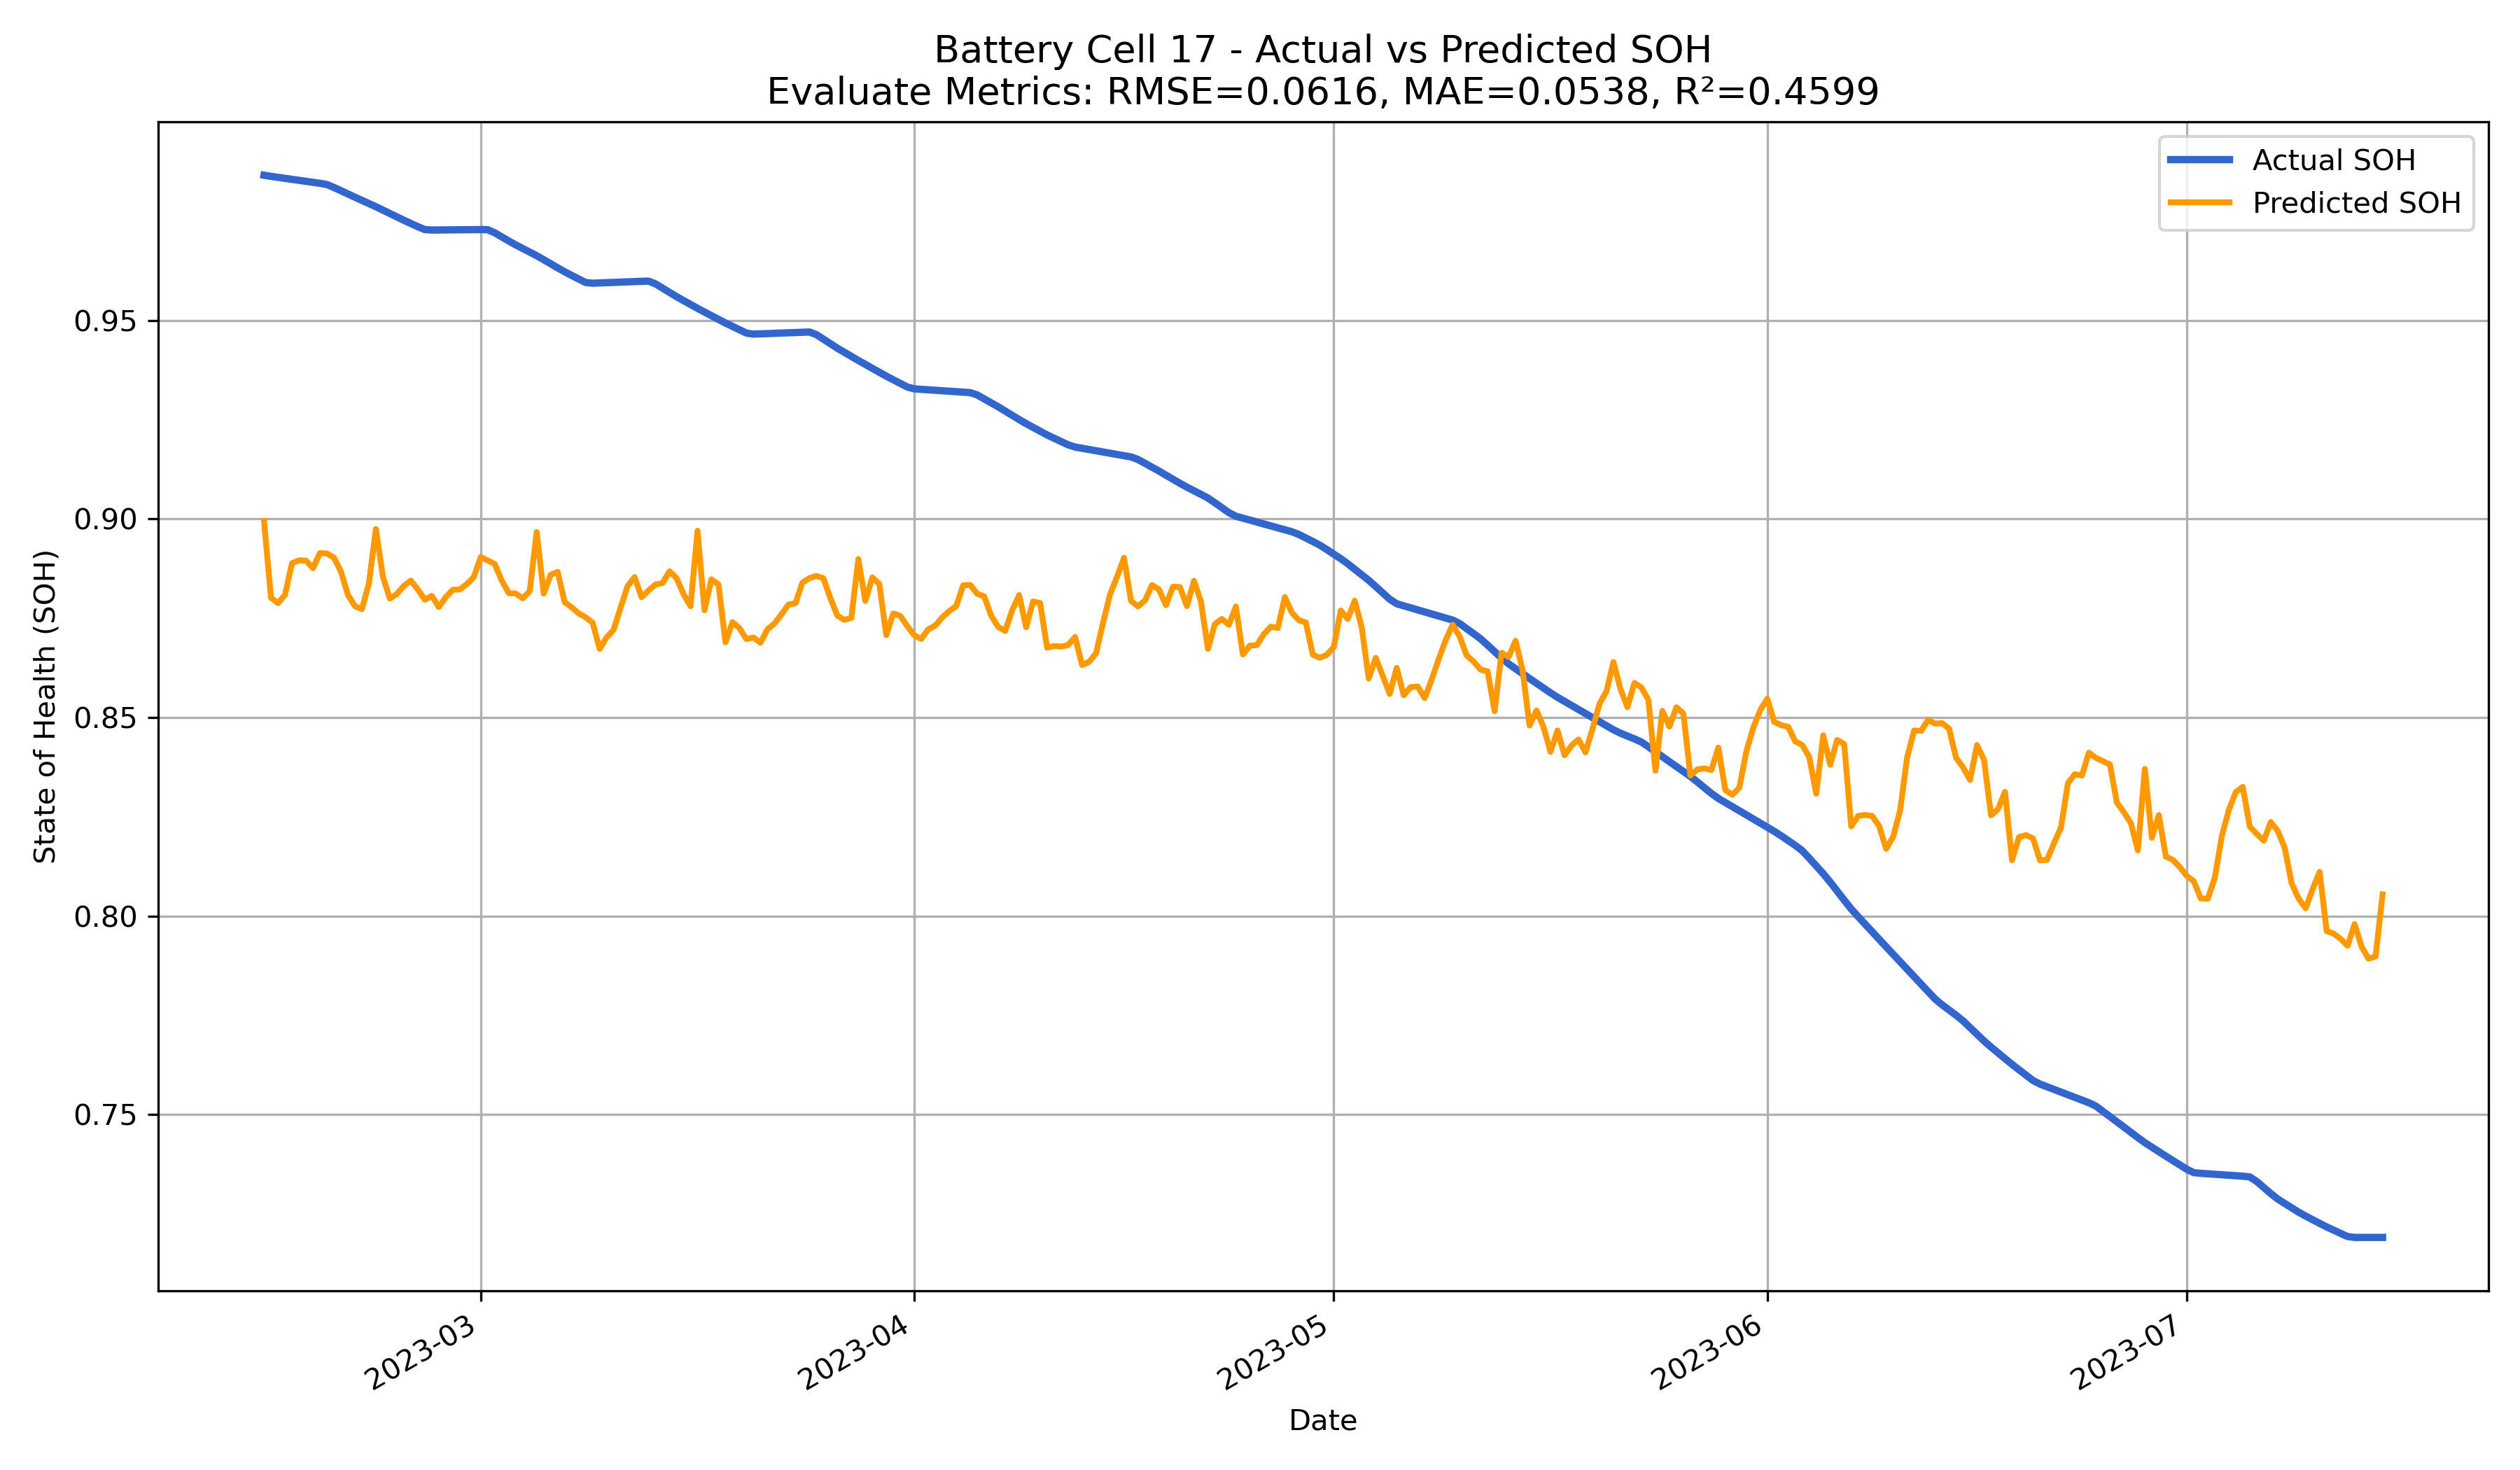 Battery Cell 17 - Actual vs Predicted SOH
Evaluate Metrics: RMSE=0.0616, MAE=0.0538, R²=0.4599
Actual SOH
Predicted SOH
State of Health (SOH)
0.95
0.90
0.85
0.80
0.75
2023-03
2023-04
2023-05
2023-06
2023-07
Date